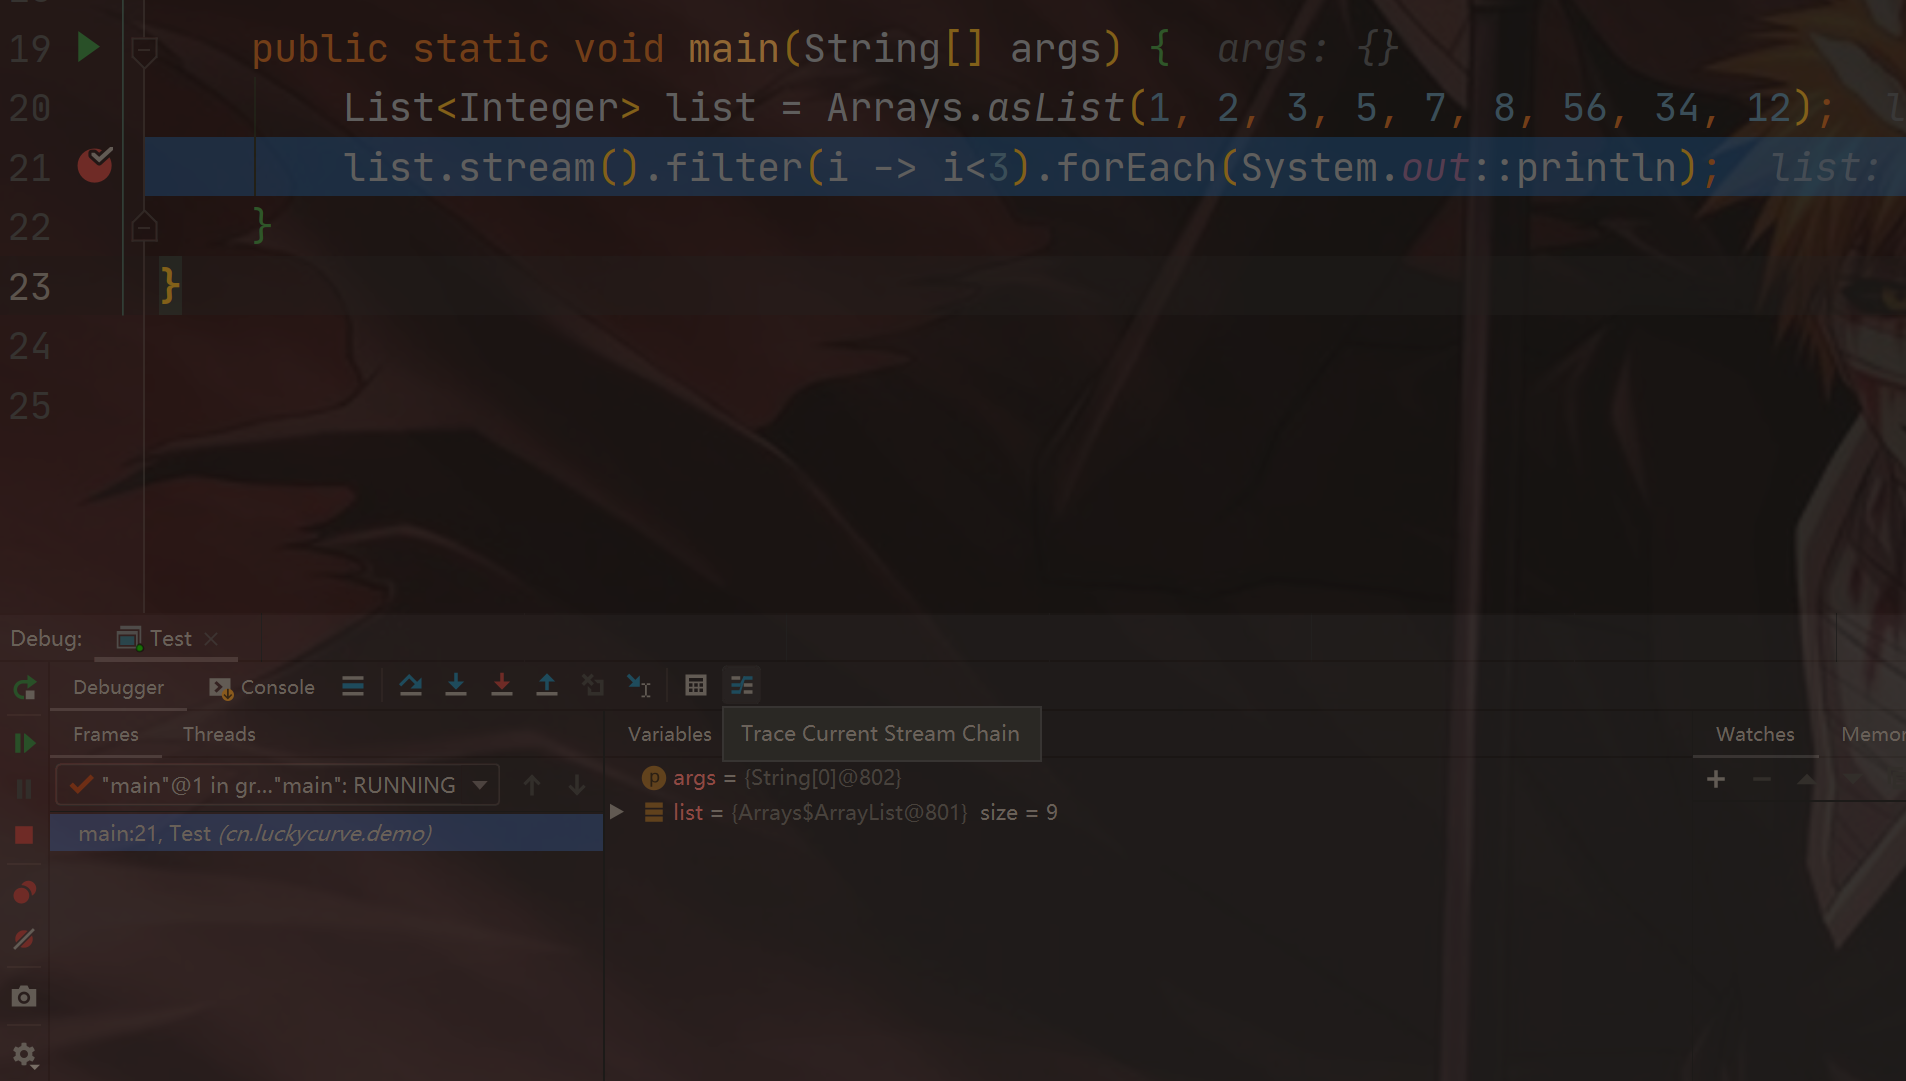 19 public static void main(String[] args) { args: {}
20 List<Integer> list = Arrays.asList(1, 2, 3, 5, 7, 8, 56, 34, 12);
21 list.stream().filter(i -> i<3).forEach(System.out::println); list:
22 }
23 }
24
25
Debug: Test
Debugger Console
Frames Threads Variables Trace Current Stream Chain Watches Memor
"main"@1 in gr..."main": RUNNING
args = {String[0]@802}
list = {Arrays$ArrayList@801} size = 9
main:21, Test (cn.luckycurve.demo)